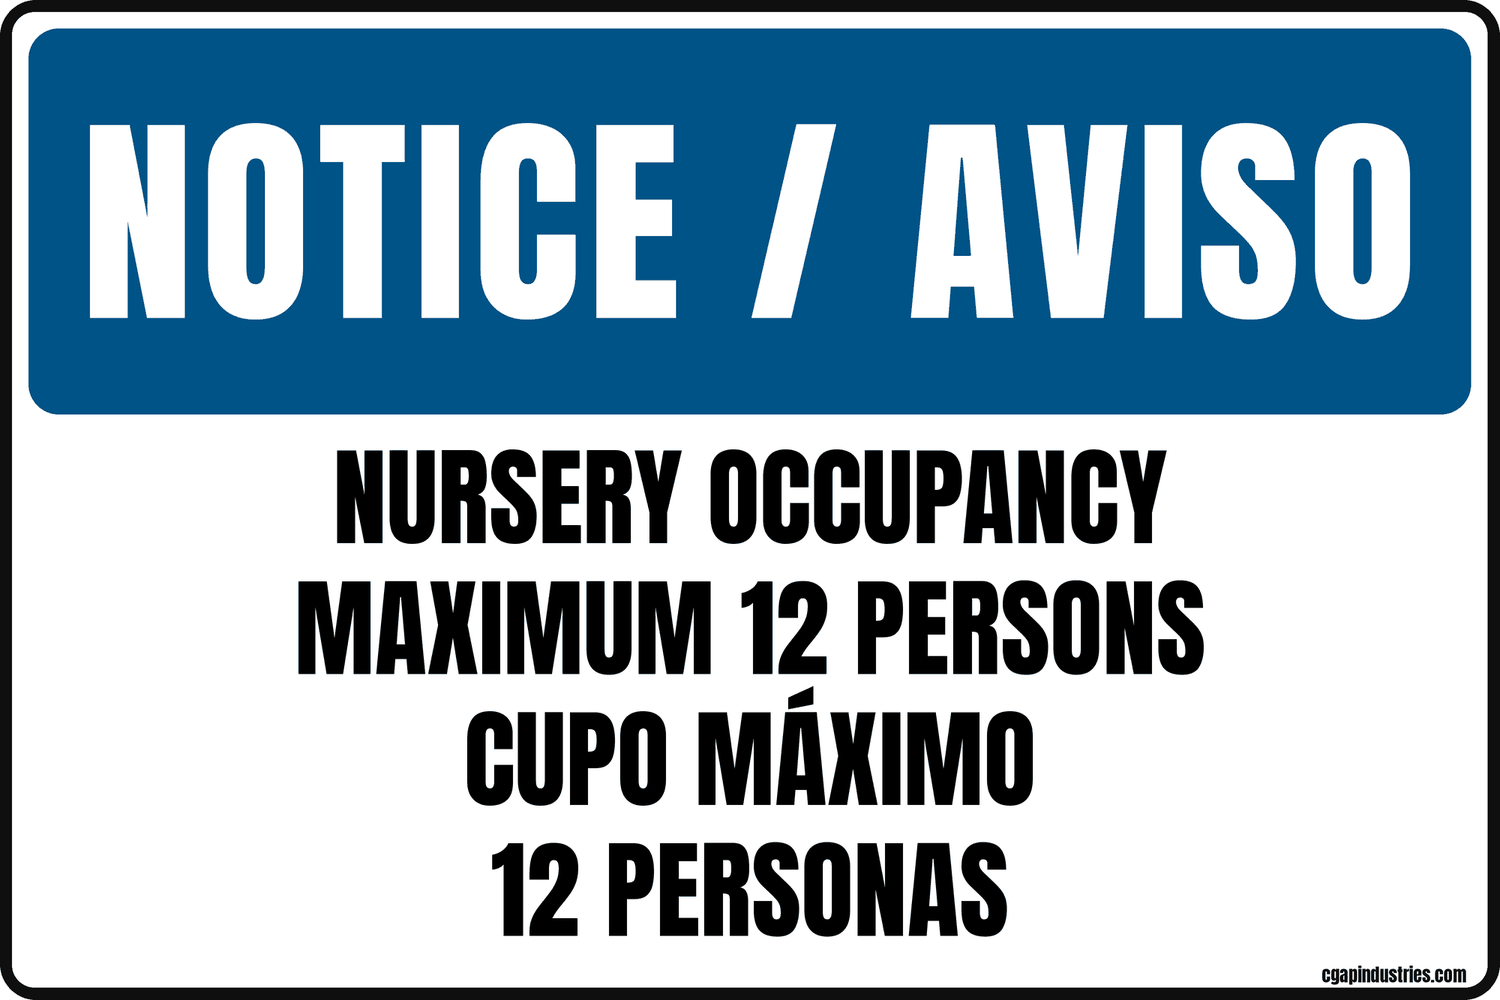 NOTICE / AVISO
NURSERY OCCUPANCY
MAXIMUM 12 PERSONS
CUPO MÁXIMO
12 PERSONAS
cgapindustries.com